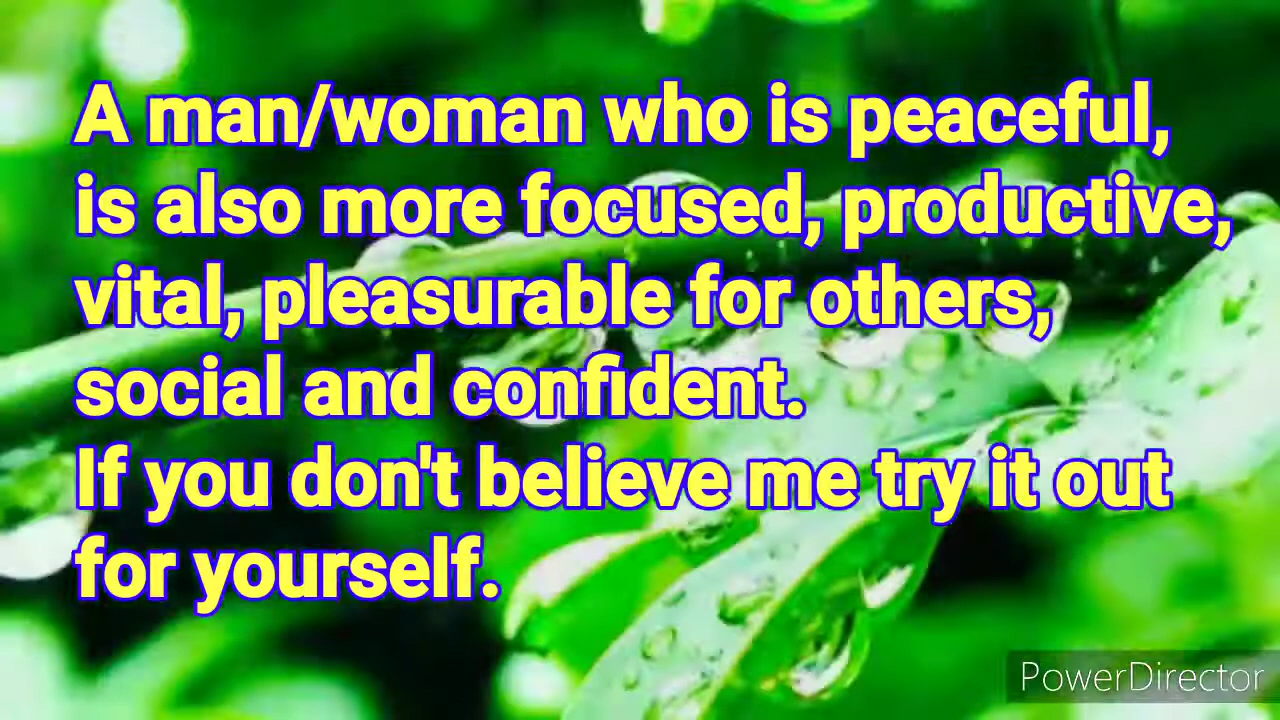 A man/woman who is peaceful,
is also more focused, productive,
vital, pleasurable for others,
social and confident.
If you don't believe me try it out
for yourself.
PowerDirector